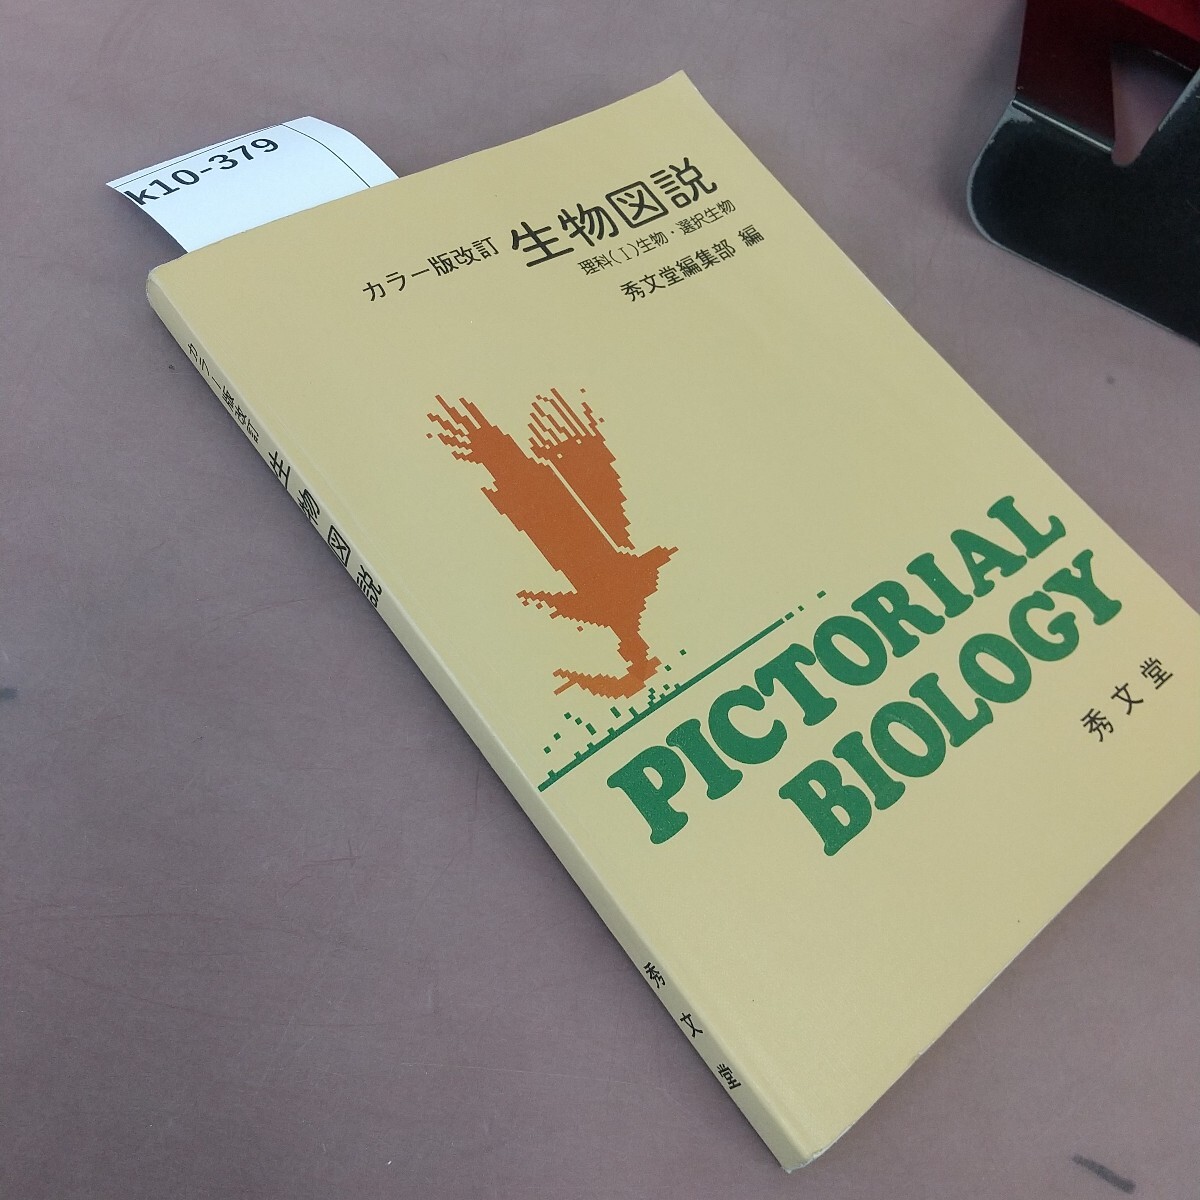 k10-379
カラー版改訂 生物図説
理科(I)生物・選択生物
秀文堂編集部 編
PICTORIAL
BIOLOGY
秀文堂
カラー版改訂 生物図説 秀文堂